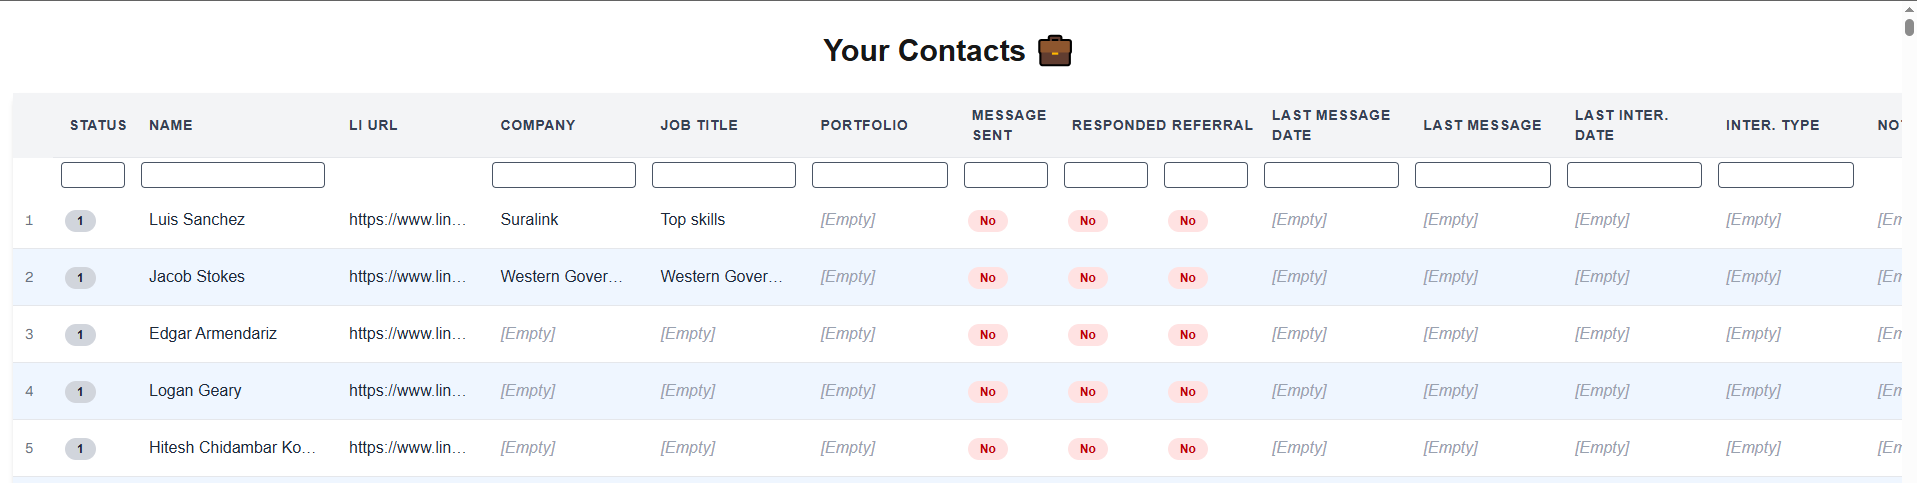 Your Contacts
STATUS NAME LI URL COMPANY JOB TITLE PORTFOLIO MESSAGE SENT RESPONDED REFERRAL LAST MESSAGE DATE LAST MESSAGE LAST INTER. DATE INTER. TYPE NO
1 1 Luis Sanchez https://www.lin... Suralink Top skills [Empty] No No No [Empty] [Empty] [Empty] [Empty] [Em
2 1 Jacob Stokes https://www.lin... Western Gover... Western Gover... [Empty] No No No [Empty] [Empty] [Empty] [Empty] [Em
3 1 Edgar Armendariz https://www.lin... [Empty] [Empty] [Empty] No No No [Empty] [Empty] [Empty] [Empty] [Em
4 1 Logan Geary https://www.lin... [Empty] [Empty] [Empty] No No No [Empty] [Empty] [Empty] [Empty] [Em
5 1 Hitesh Chidambar Ko... https://www.lin... [Empty] [Empty] [Empty] No No No [Empty] [Empty] [Empty] [Empty] [Em